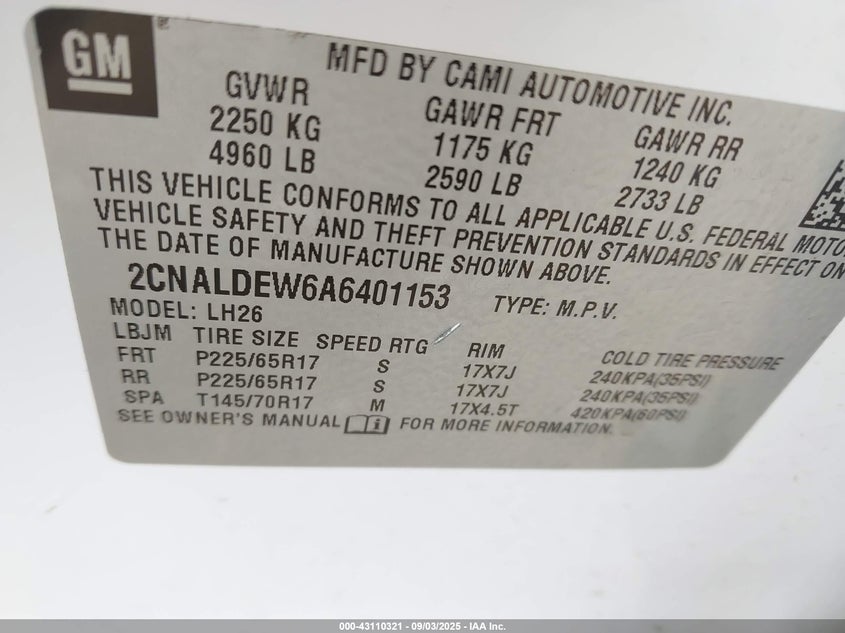 GM
MFD BY CAMI AUTOMOTIVE INC.
GVWR GAWR FRT GAWR RR
2250 KG 1175 KG 1240 KG
4960 LB 2590 LB 2733 LB
THIS VEHICLE CONFORMS TO ALL APPLICABLE U.S. FEDERAL MOTOR
VEHICLE SAFETY AND THEFT PREVENTION STANDARDS IN EFFECT ON
THE DATE OF MANUFACTURE SHOWN ABOVE.
2CNALDEW6A6401153 TYPE: M.P.V.
MODEL: LH26
LBJM TIRE SIZE SPEED RTG RIM COLD TIRE PRESSURE
FRT P225/65R17 S 17X7J 240KPA(35PSI)
RR P225/65R17 S 17X7J 240KPA(35PSI)
SPA T145/70R17 M 17X4.5T 420KPA(60PSI)
SEE OWNER'S MANUAL FOR MORE INFORMATION.
000-43110321 - 09/03/2025 - IAA Inc.